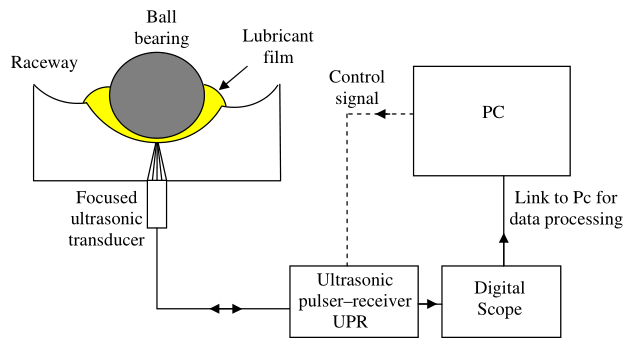 Ball
bearing
Lubricant
film
Raceway
Control
signal
PC
Focused
ultrasonic
transducer
Link to Pc for
data processing
Ultrasonic
pulser–receiver
UPR
Digital
Scope